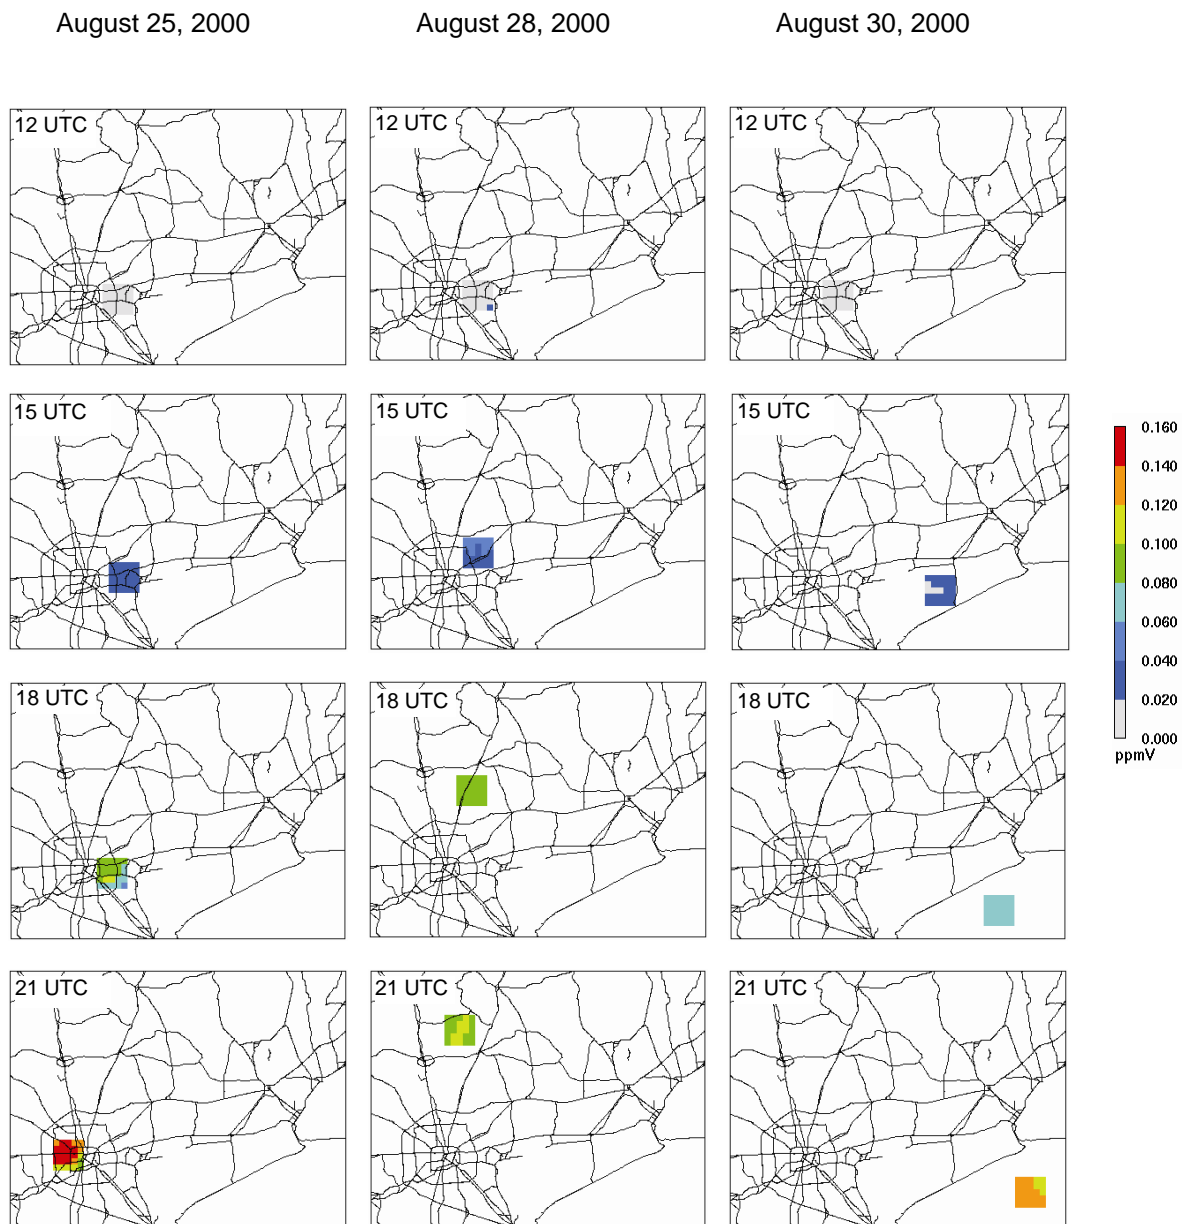 August 25, 2000
August 28, 2000
August 30, 2000
12 UTC
12 UTC
12 UTC
15 UTC
15 UTC
15 UTC
0.160
0.140
0.120
0.100
0.080
0.060
0.040
0.020
0.000
ppmV
18 UTC
18 UTC
18 UTC
21 UTC
21 UTC
21 UTC